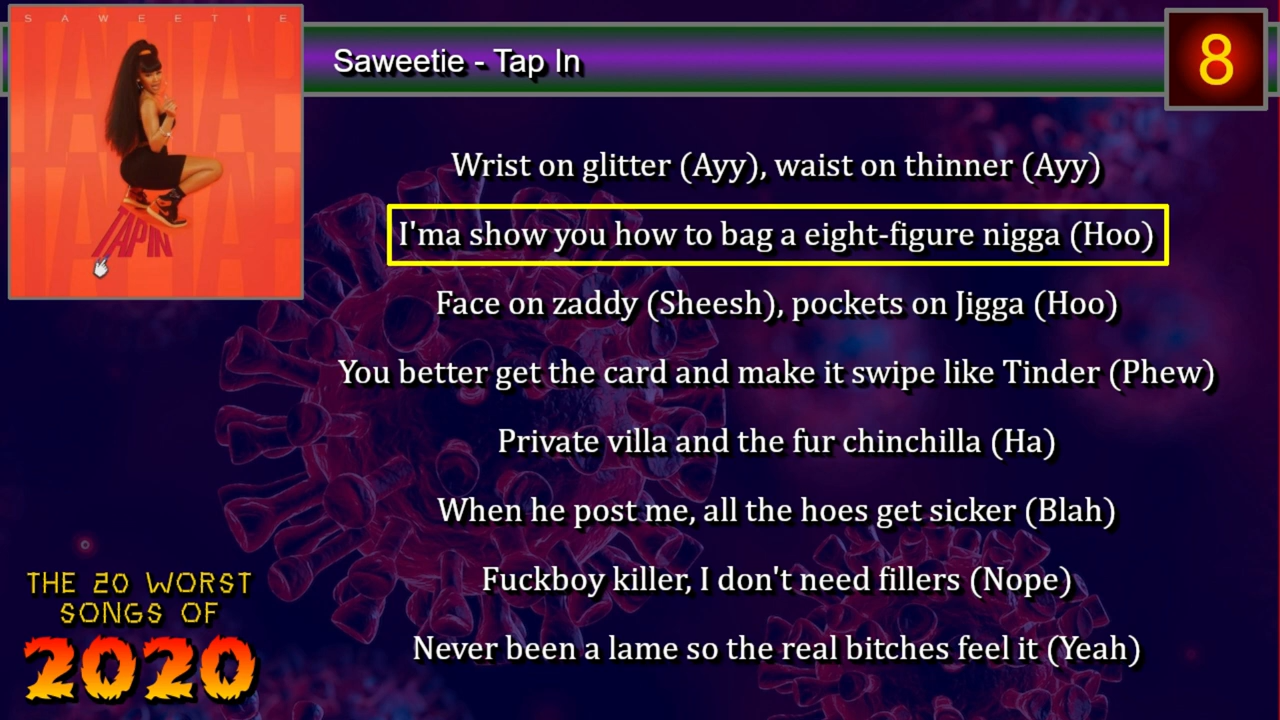 S A W E E T I E
TAP IN
Saweetie - Tap In
8
Wrist on glitter (Ayy), waist on thinner (Ayy)
I'ma show you how to bag a eight-figure nigga (Hoo)
Face on zaddy (Sheesh), pockets on Jigga (Hoo)
You better get the card and make it swipe like Tinder (Phew)
Private villa and the fur chinchilla (Ha)
When he post me, all the hoes get sicker (Blah)
Fuckboy killer, I don't need fillers (Nope)
Never been a lame so the real bitches feel it (Yeah)
THE 20 WORST
SONGS OF
2020